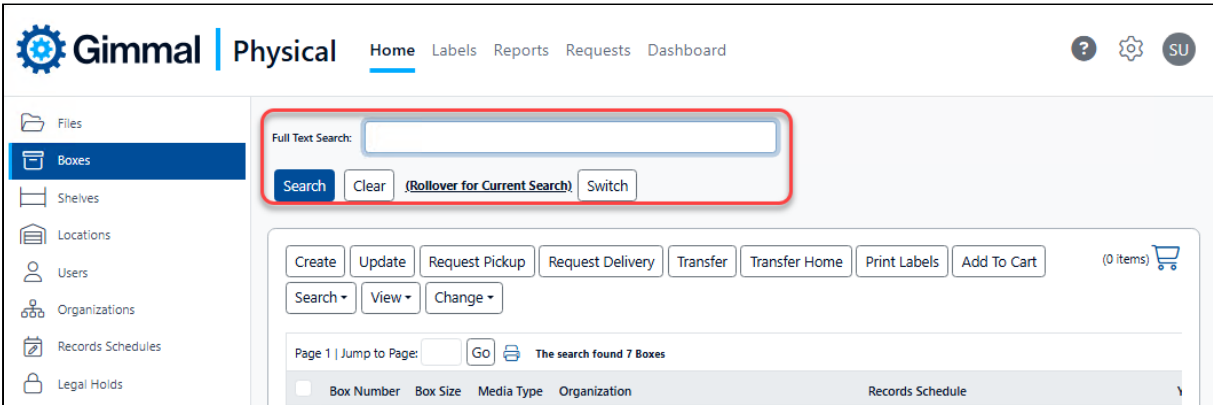 Gimmal | Physical Home Labels Reports Requests Dashboard ? SU
Files
Boxes
Shelves
Locations
Users
Organizations
Records Schedules
Legal Holds
Full Text Search:
Search Clear (Rollover for Current Search) Switch
Create Update Request Pickup Request Delivery Transfer Transfer Home Print Labels Add To Cart (0 items)
Search View Change
Page 1 | Jump to Page: Go The search found 7 Boxes
Box Number Box Size Media Type Organization Records Schedule